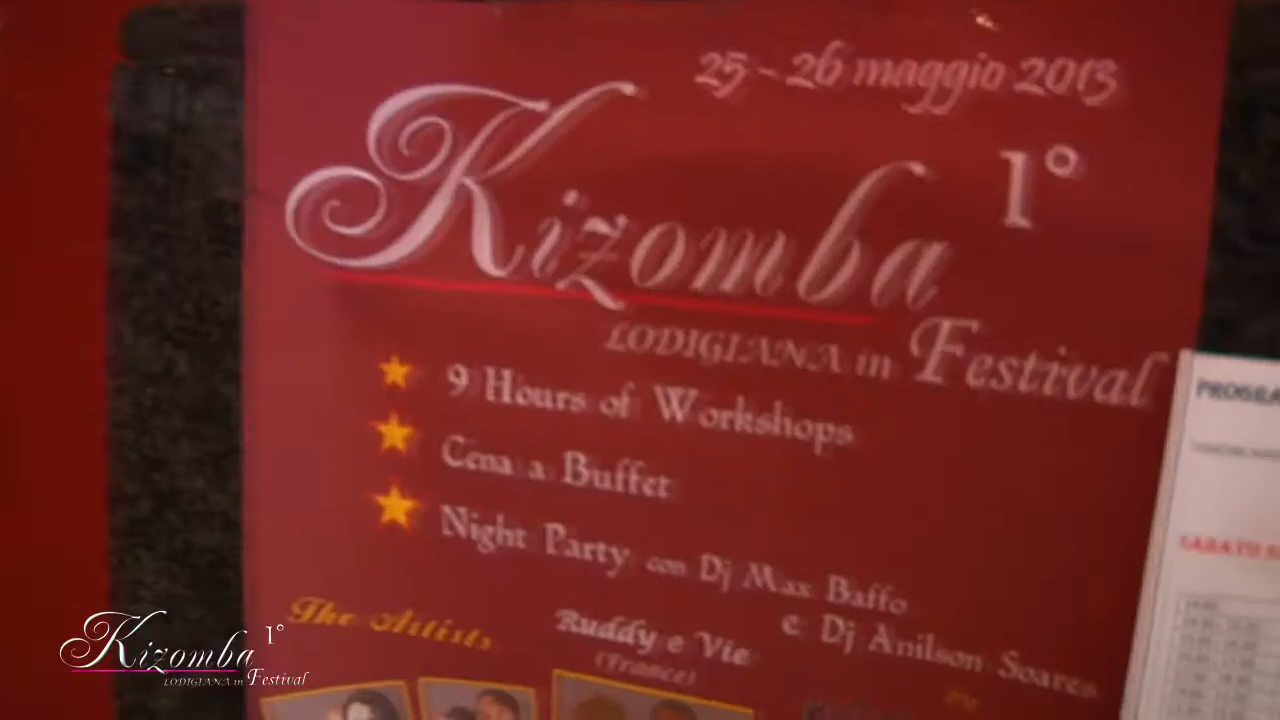 25 - 26 maggio 2013
Kizomba 1°
LODIGIANA in Festival
9 Hours of Workshops
Cena a Buffet
Night Party con Dj Max Baffo
e Dj Anilson Soares
The Artists
Ruddy e Vie
(France)
SABATO
Kizomba 1°
LODIGIANA in Festival